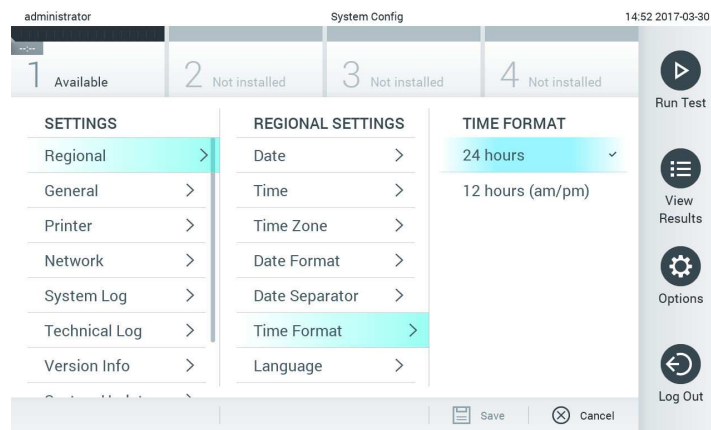 administrator System Config 14:52 2017-03-30
--:--
1 Available 2 Not installed 3 Not installed 4 Not installed
Run Test
SETTINGS REGIONAL SETTINGS TIME FORMAT
Regional Date 24 hours
General Time 12 hours (am/pm)
View
Results
Printer Time Zone
Network Date Format
System Log Date Separator
Options
Technical Log Time Format
Version Info Language
Log Out
Save Cancel